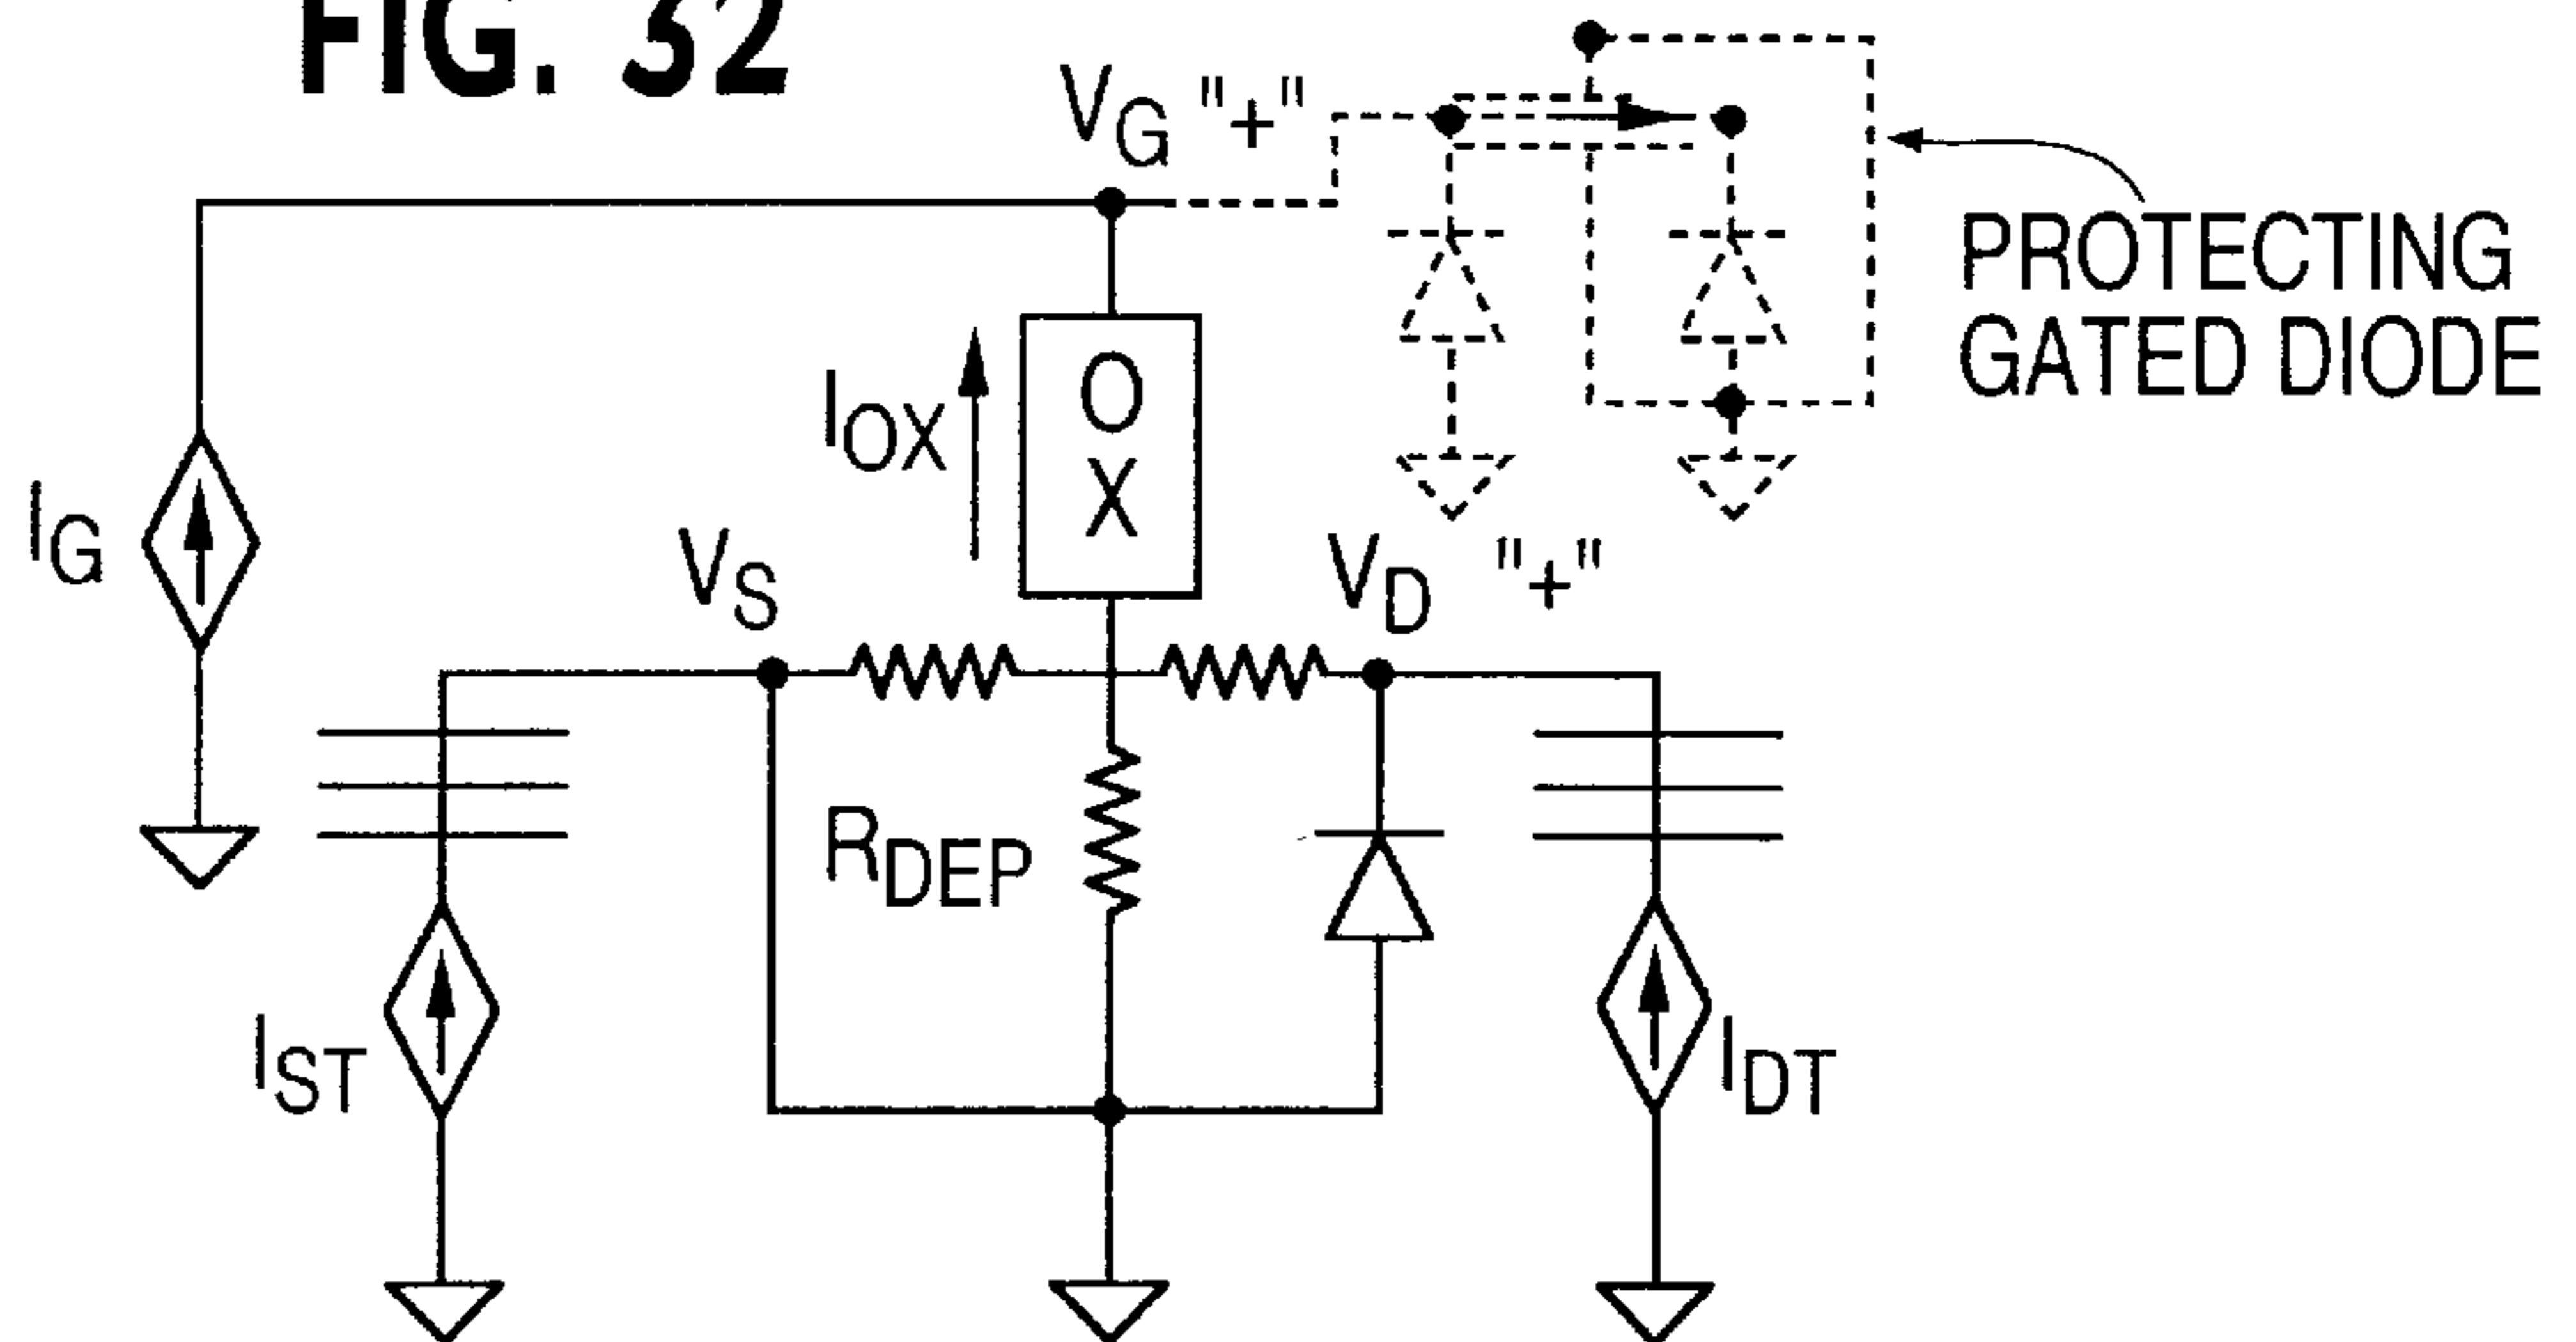 FIG. 32
VG "+"
PROTECTING
GATED DIODE
IOX
O
X
IG
VS
VD "+"
RDEP
IST
IDT